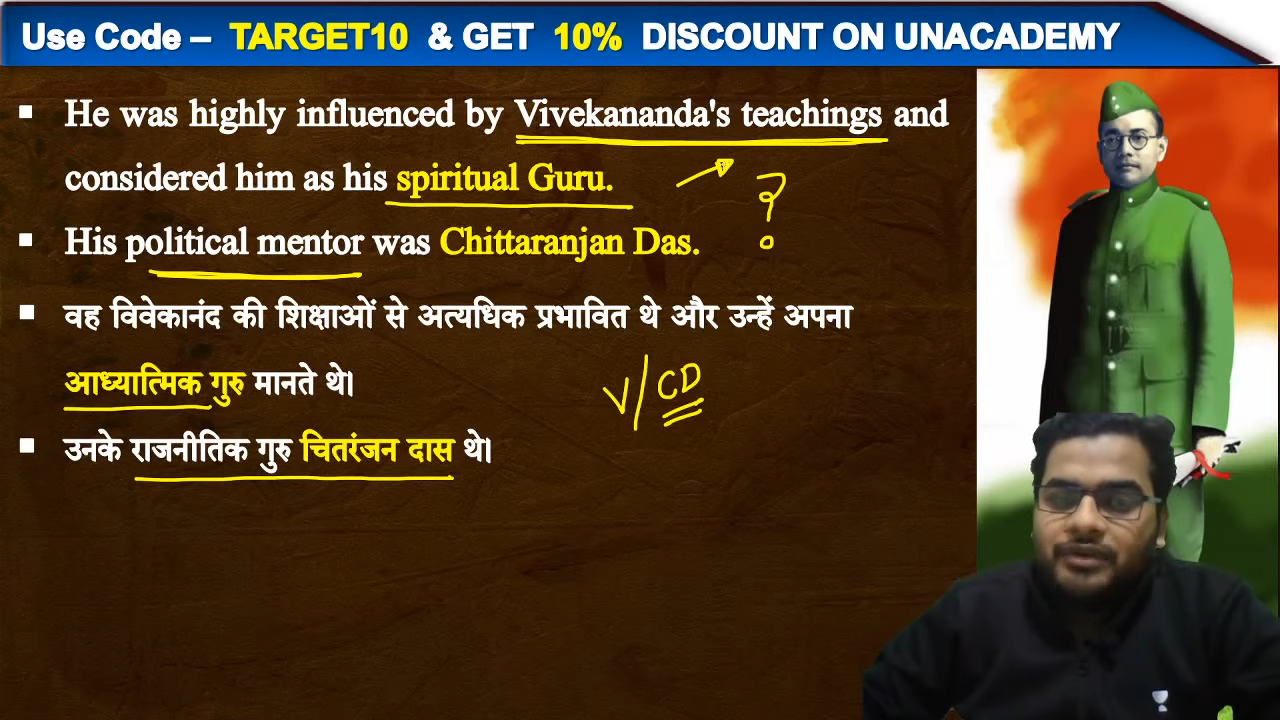 Use Code – TARGET10 & GET 10% DISCOUNT ON UNACADEMY
▪ He was highly influenced by Vivekananda's teachings and
considered him as his spiritual Guru.
?
▪ His political mentor was Chittaranjan Das.
▪ वह विवेकानंद की शिक्षाओं से अत्यधिक प्रभावित थे और उन्हें अपना
आध्यात्मिक गुरु मानते थे।
V/CD
▪ उनके राजनीतिक गुरु चितरंजन दास थे।